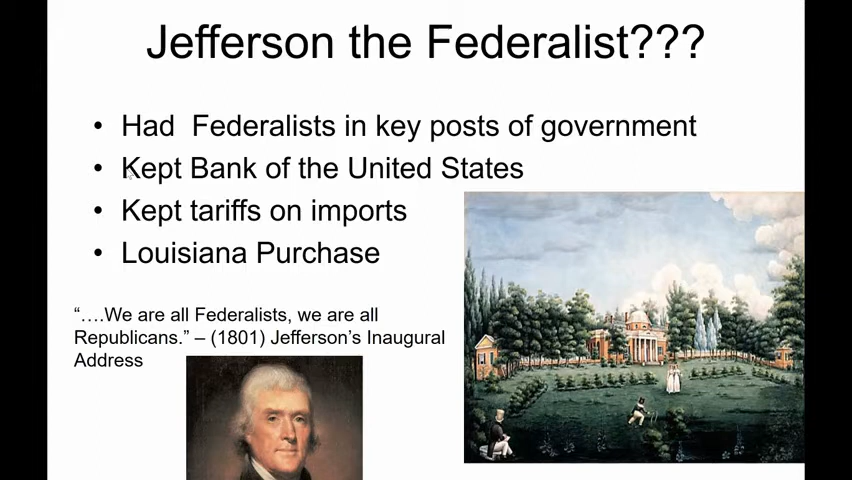 Jefferson the Federalist???
• Had  Federalists in key posts of government
• Kept Bank of the United States
• Kept tariffs on imports
• Louisiana Purchase
“….We are all Federalists, we are all
Republicans.” – (1801) Jefferson’s Inaugural
Address